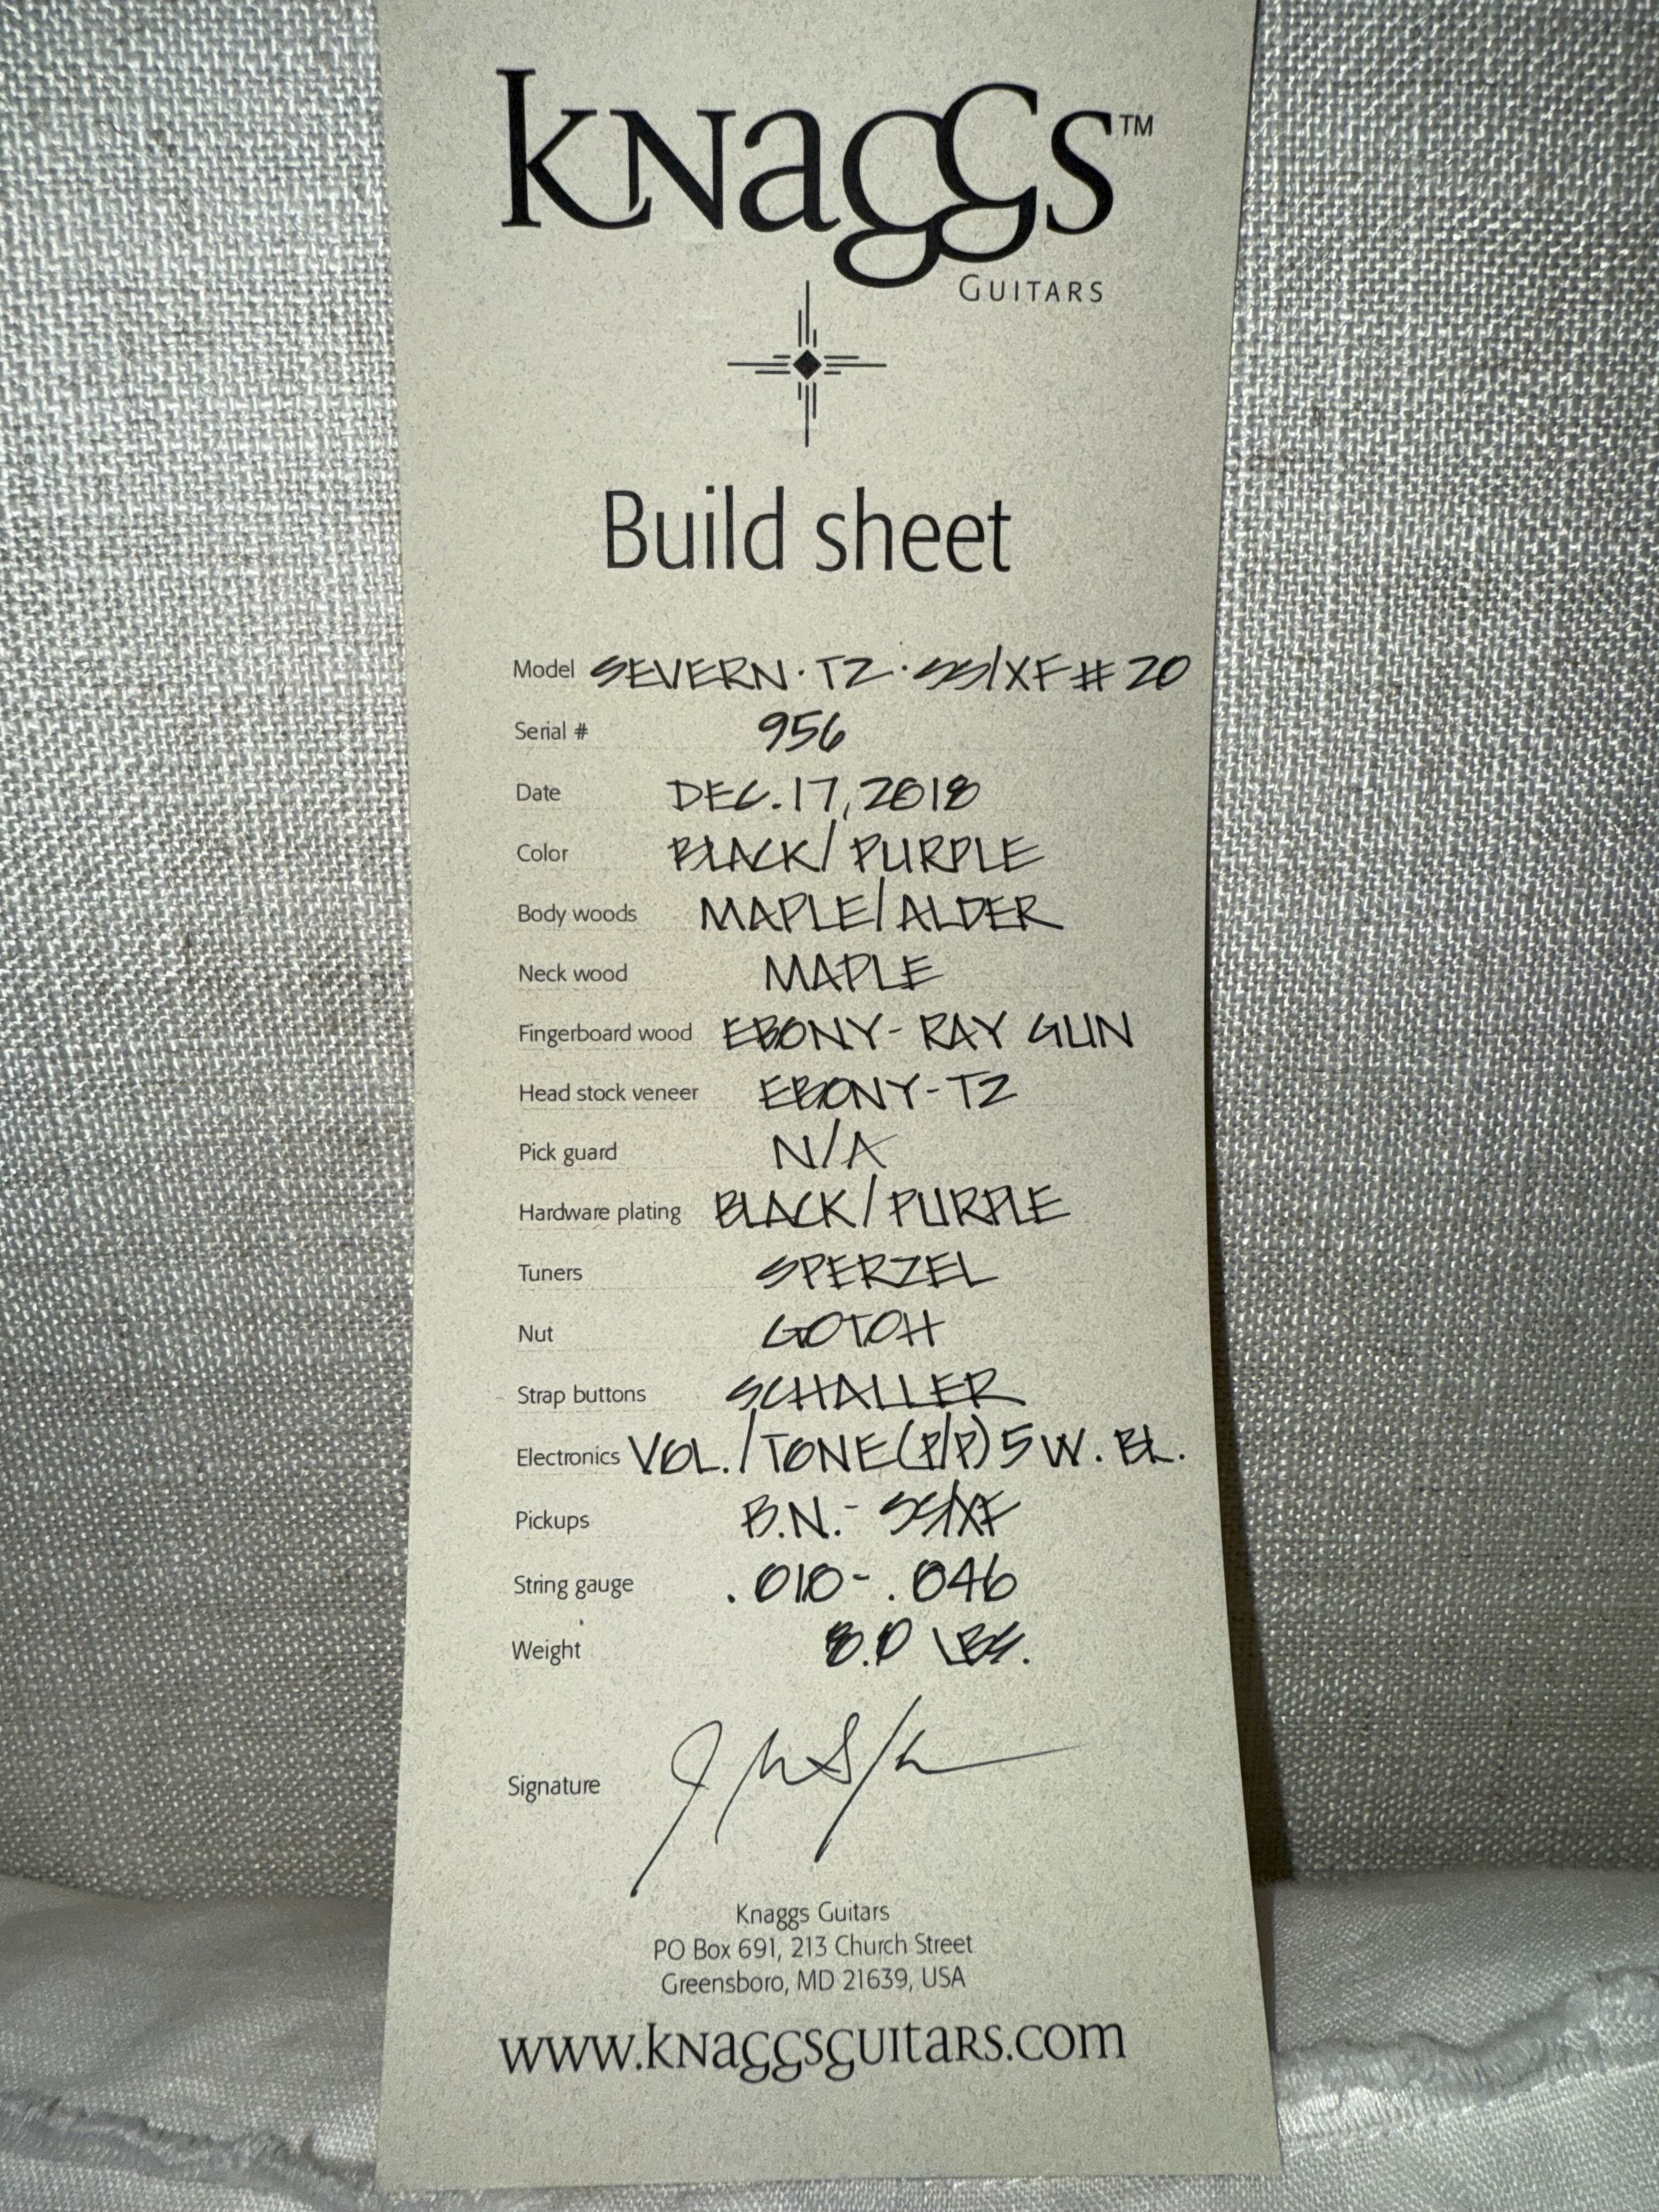 KNAGGS™
GUITARS
Build sheet
Model SEVERN·TZ·SS/XF#20
Serial # 956
Date DEC.17,2018
Color BLACK/PURPLE
Body woods MAPLE/ALDER
Neck wood MAPLE
Fingerboard wood EBONY-RAY GUN
Head stock veneer EBONY-TZ
Pick guard N/A
Hardware plating BLACK/PURPLE
Tuners SPERZEL
Nut GOTOH
Strap buttons SCHALLER
Electronics VOL./TONE(P/P)5W.BL.
Pickups B.N.-SS/XF
String gauge .010-.046
Weight 8.0 LBS.
Signature
Knaggs Guitars
PO Box 691, 213 Church Street
Greensboro, MD 21639, USA
www.KNAGGSGUITARS.com